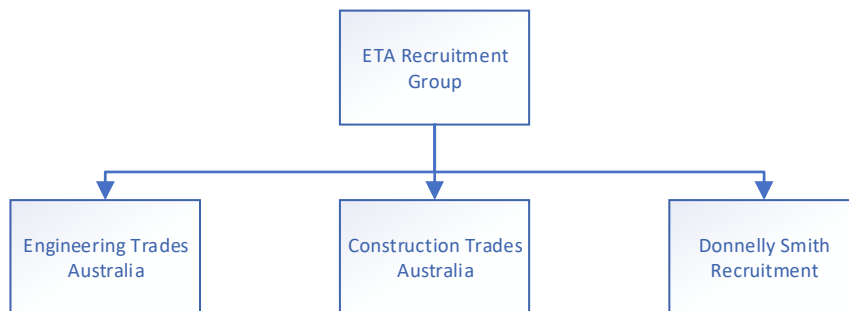 ETA Recruitment
Group
Engineering Trades
Australia
Construction Trades
Australia
Donnelly Smith
Recruitment